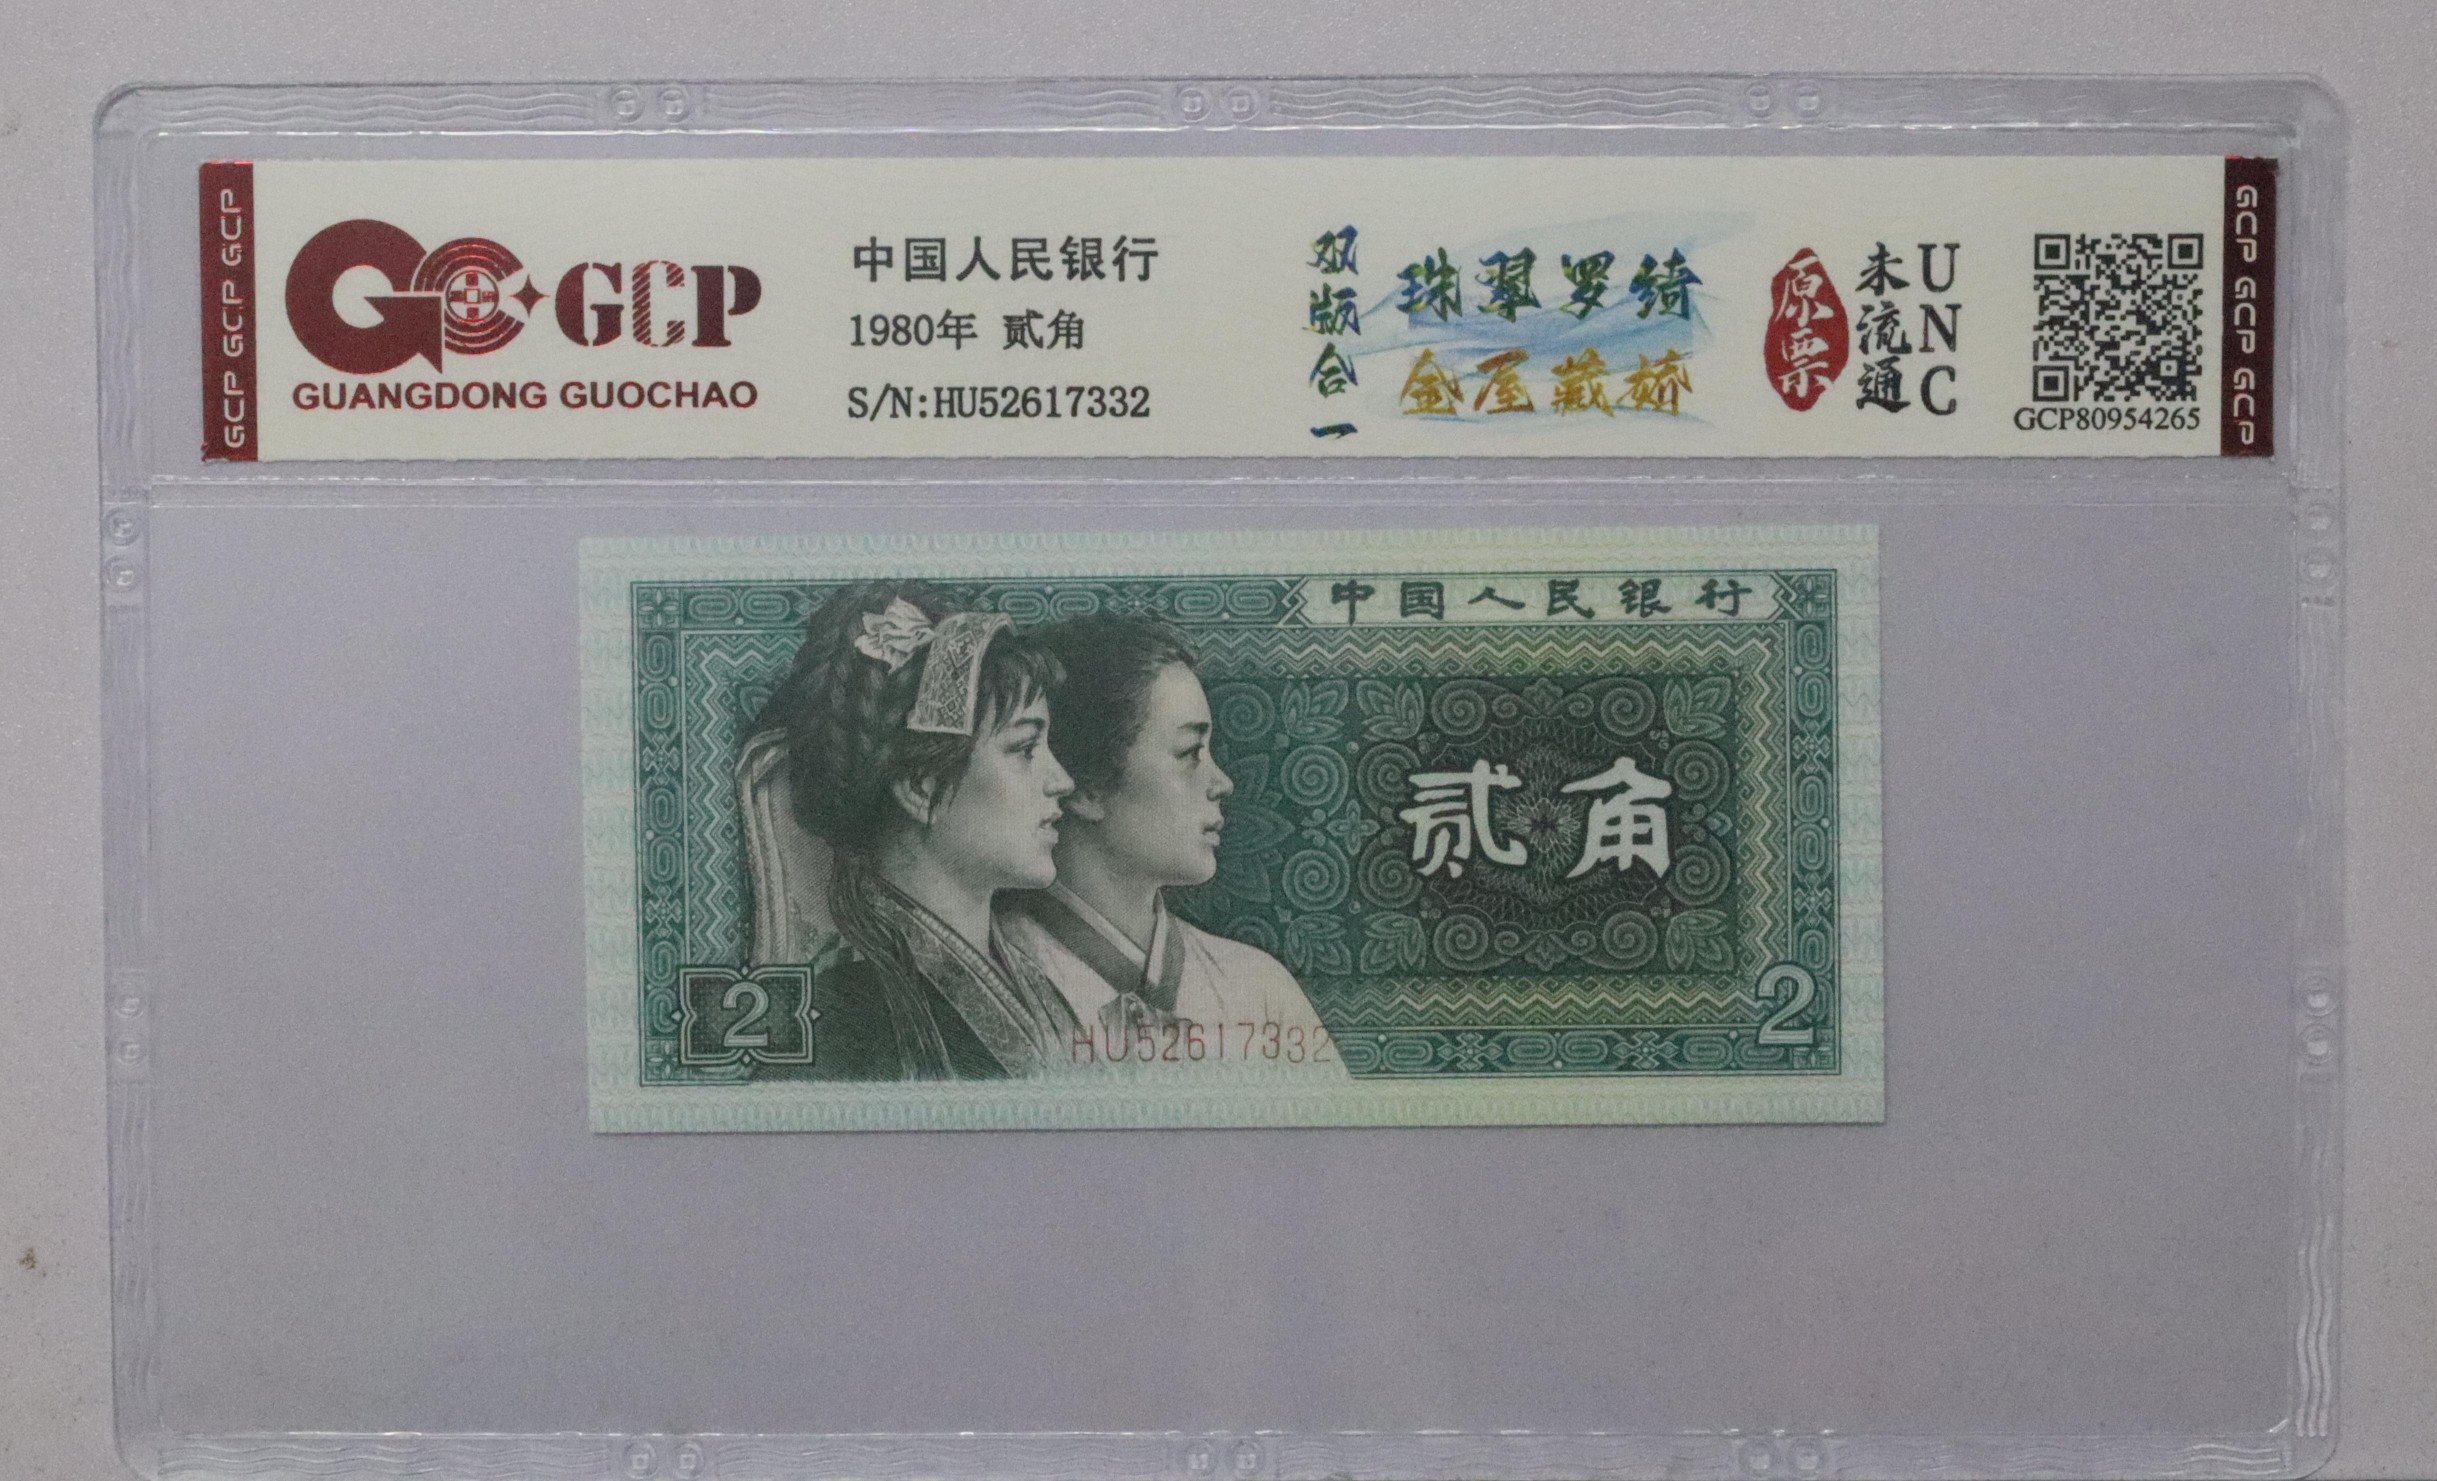 GCP GCP GCP
GCP
GUANGDONG GUOCHAO
中国人民银行
1980年 贰角
S/N:HU52617332
双版合一
珠翠罗绮
金屋藏娇
原票
未流通
UNC
GCP80954265
GCP GCP GCP
中国人民银行
贰角
2
HU52617332
2